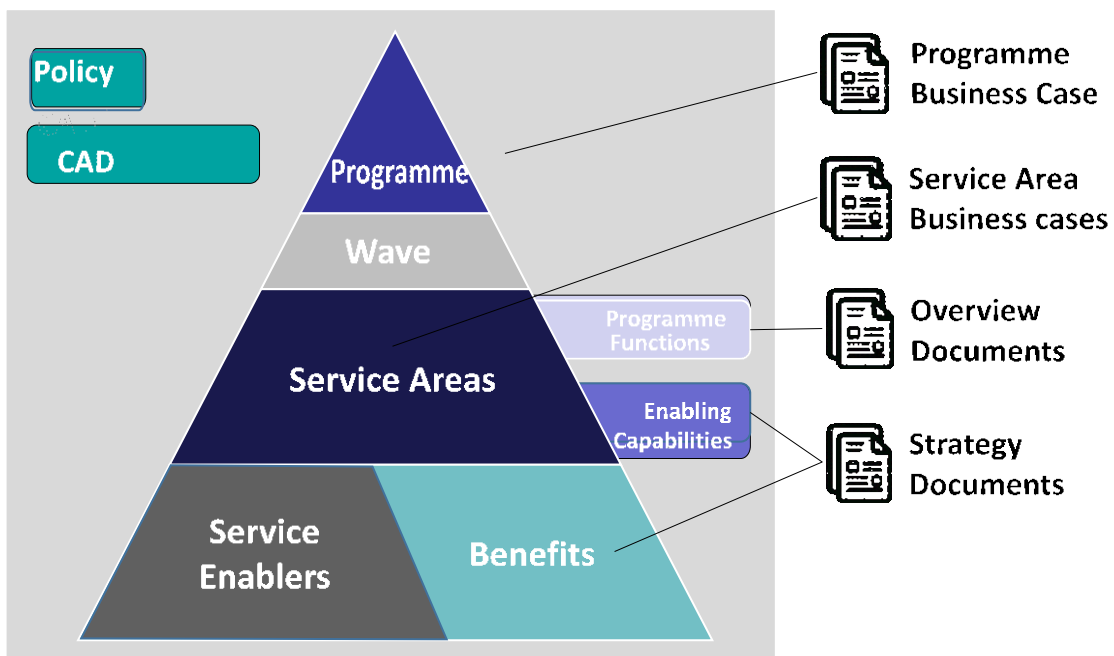 Policy
CAD
Programme
Wave
Service Areas
Service
Enablers
Benefits
Programme
Functions
Enabling
Capabilities
Programme
Business Case
Service Area
Business cases
Overview
Documents
Strategy
Documents